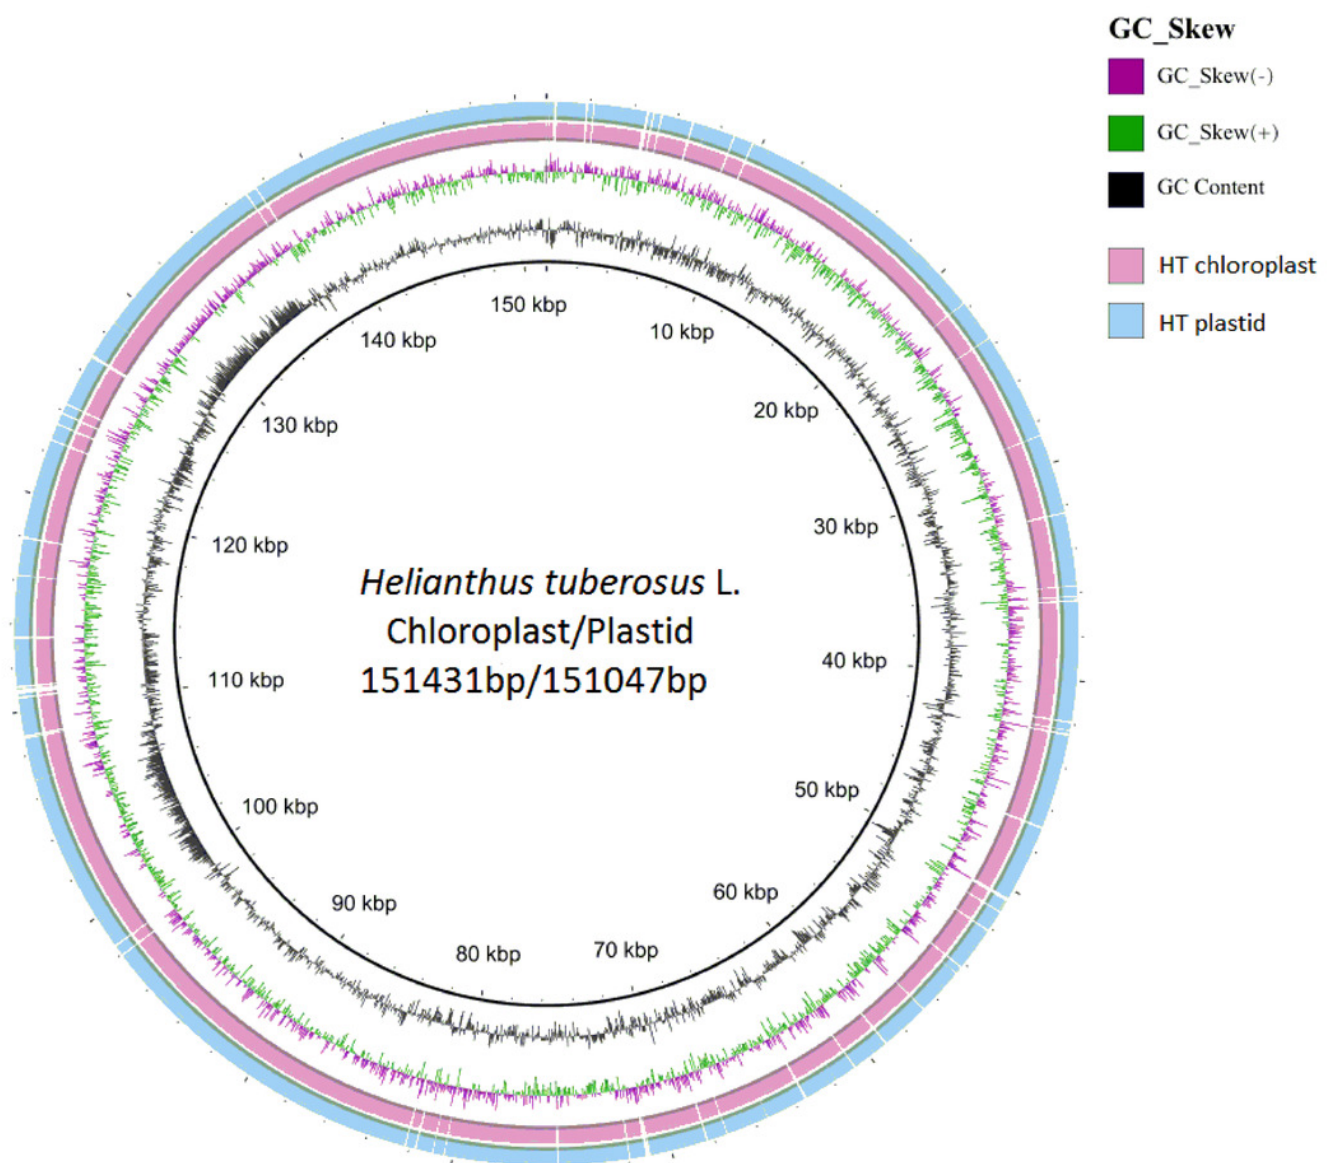 GC_Skew
GC_Skew(-)
GC_Skew(+)
GC Content
HT chloroplast
HT plastid
150 kbp
10 kbp
20 kbp
30 kbp
40 kbp
50 kbp
60 kbp
70 kbp
80 kbp
90 kbp
100 kbp
110 kbp
120 kbp
130 kbp
140 kbp
Helianthus tuberosus L.
Chloroplast/Plastid
151431bp/151047bp